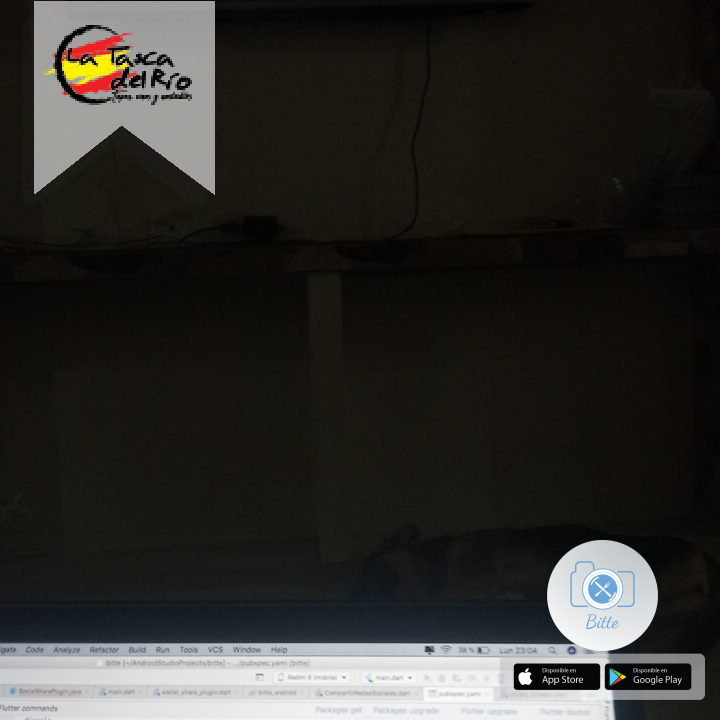 La Tasca
del Río
Tapas, vinos y
igate Code Analyze Refactor Build Run Tools VCS Window Help 38 % Lun 23:04
bitte [~/AndroidStudioProjects/bitte] - .../pubspec.yaml [bitte]
Redmi 8 (mobile) main.dart
SocialSharePlugin.java main.dart social_share_plugin.dart bitte_android CompartirRedesSociales.dart pubspec.yaml
Flutter commands Packages get Packages upgrade Flutter upgrade Flutter doctor
Bitte
Disponible en
App Store
Disponible en
Google Play